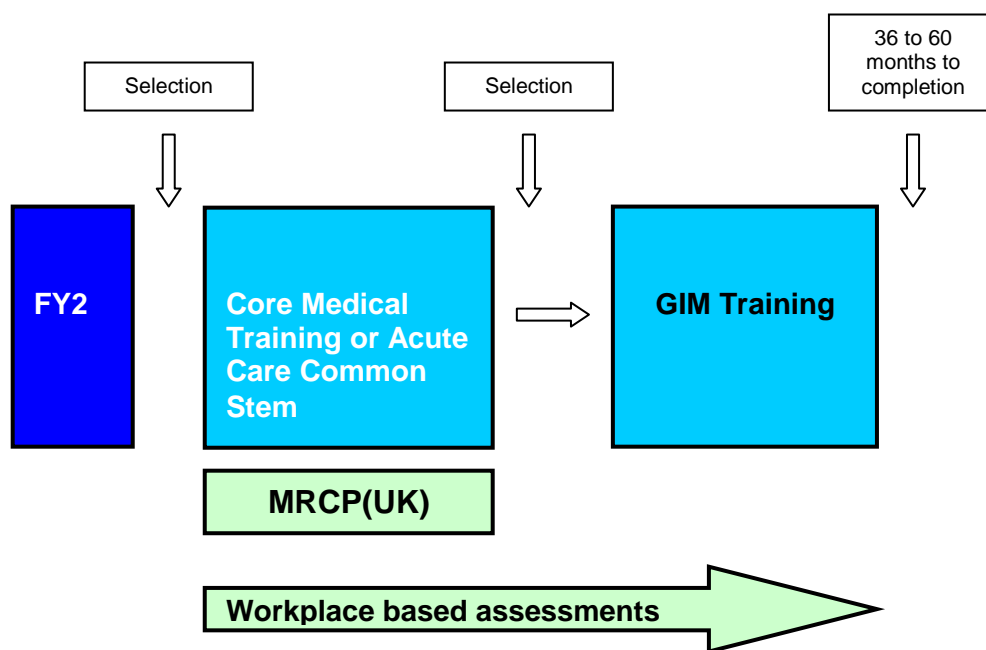 Selection
Selection
36 to 60
months to
completion
FY2
Core Medical
Training or Acute
Care Common
Stem
GIM Training
MRCP(UK)
Workplace based assessments